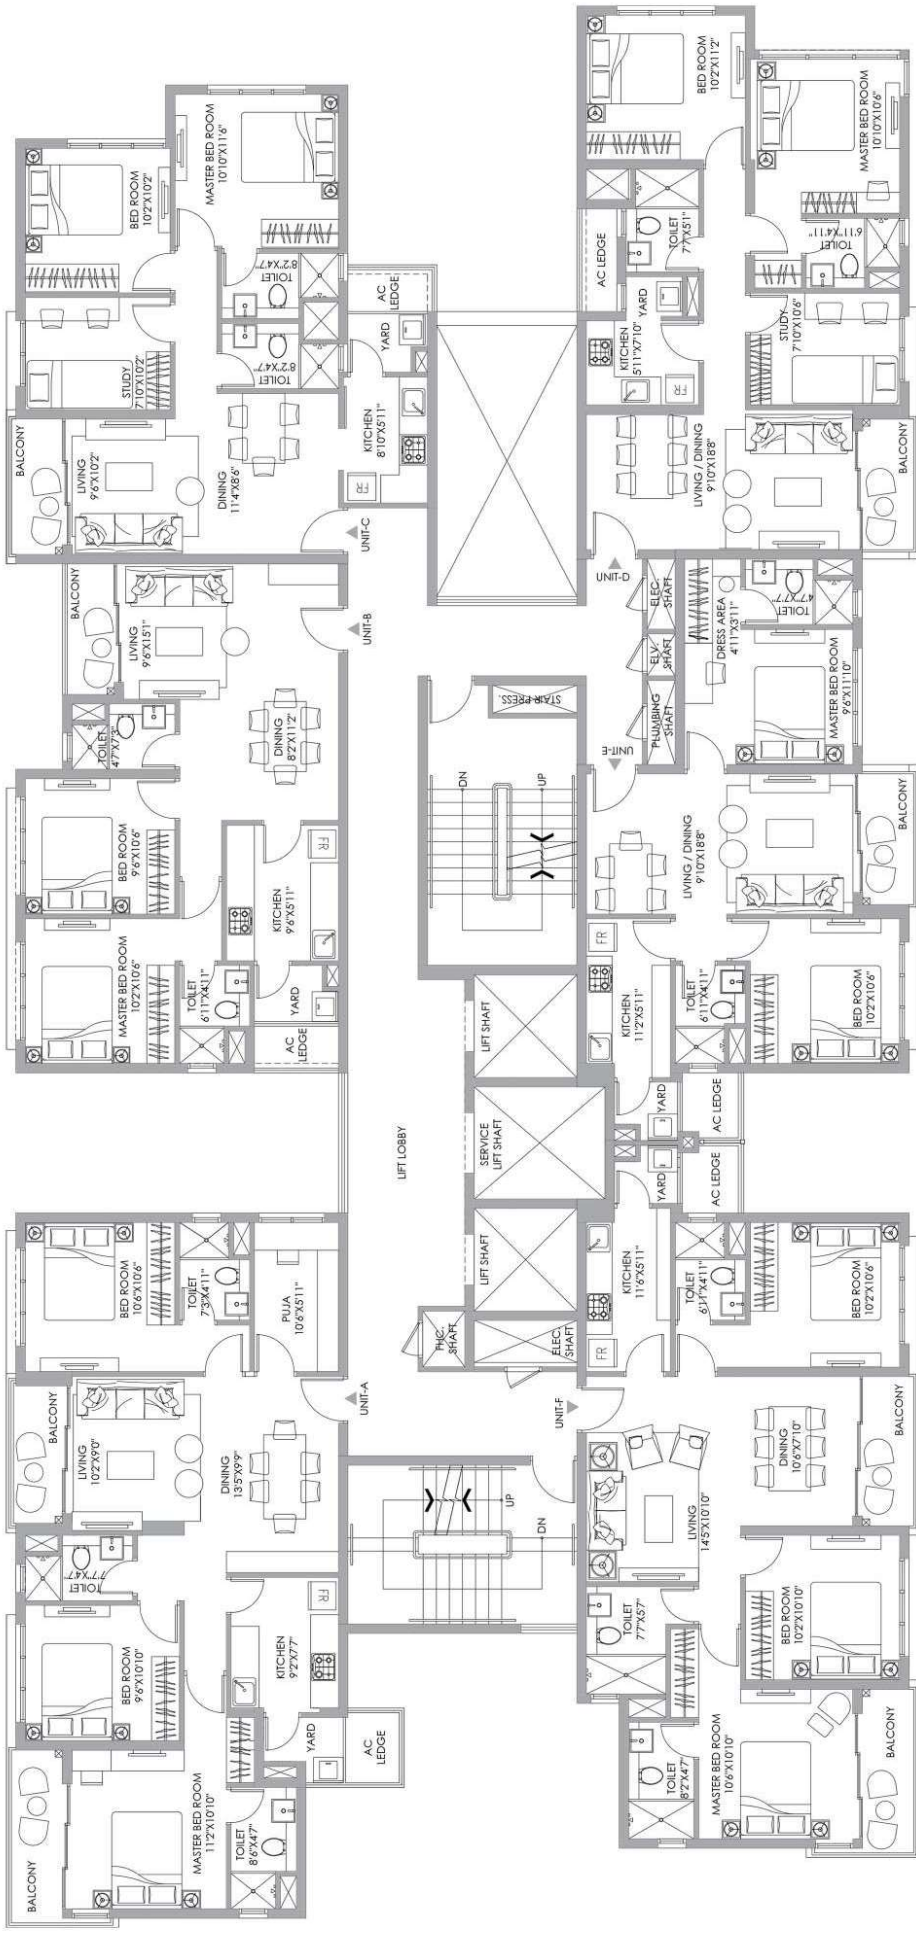 BED ROOM
10'2"X11'2"
MASTER BED ROOM
10'10"X10'6"
TOILET
7'7"X5'1"
TOILET
6'11"X4'11"
AC LEDGE
YARD
KITCHEN
5'11"X7'10"
FR
STUDY
7'10"X10'6"
LIVING / DINING
9'10"X18'8"
BALCONY
UNIT-D
MASTER BED ROOM
10'10"X11'6"
BED ROOM
10'2"X10'2"
TOILET
8'2"X4'7"
TOILET
8'2"X4'7"
AC
LEDGE
YARD
STUDY
7'10"X10'2"
KITCHEN
8'10"X5'11"
FR
BALCONY
LIVING
9'6"X10'2"
DINING
11'4"X8'6"
UNIT-C
BALCONY
LIVING
9'6"X15'1"
UNIT-B
TOILET
4'7"X7'3"
DINING
8'2"X11'2"
BED ROOM
9'6"X10'6"
KITCHEN
9'6"X5'11"
FR
MASTER BED ROOM
10'2"X10'6"
TOILET
6'11"X4'11"
YARD
AC
LEDGE
ELEC.
SHAFT
ELV.
SHAFT
PLUMBING
SHAFT
STAIR PRESS.
DN
UP
DRESS AREA
4'11"X3'11"
TOILET
4'7"X7'7"
MASTER BED ROOM
9'6"X11'10"
UNIT-E
LIVING / DINING
9'10"X18'8"
BALCONY
FR
KITCHEN
11'2"X5'11"
TOILET
6'11"X4'11"
BED ROOM
10'2"X10'6"
YARD
AC LEDGE
LIFT SHAFT
SERVICE
LIFT SHAFT
LIFT SHAFT
LIFT LOBBY
FHC.
SHAFT
ELEC.
SHAFT
YARD
AC LEDGE
KITCHEN
11'6"X5'11"
FR
TOILET
6'11"X4'11"
BED ROOM
10'2"X10'6"
UNIT-F
DINING
10'6"X7'10"
LIVING
14'5"X10'10"
BALCONY
TOILET
7'7"X5'7"
BED ROOM
10'2"X10'10"
TOILET
8'2"X4'7"
MASTER BED ROOM
10'6"X10'10"
BALCONY
BED ROOM
10'6"X10'6"
TOILET
7'3"X4'11"
PUJA
10'6"X5'11"
UNIT-A
BALCONY
LIVING
10'2"X9'0"
DINING
13'5"X9'9"
UP
DN
TOILET
7'7"X4'7"
BED ROOM
9'6"X10'10"
KITCHEN
9'2"X7'7"
FR
YARD
AC
LEDGE
MASTER BED ROOM
11'2"X10'10"
TOILET
8'6"X4'7"
BALCONY